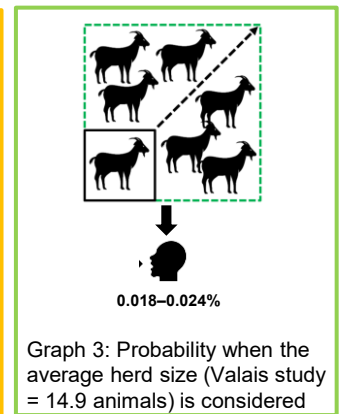 0.018–0.024%
Graph 3: Probability when the
average herd size (Valais study
= 14.9 animals) is considered